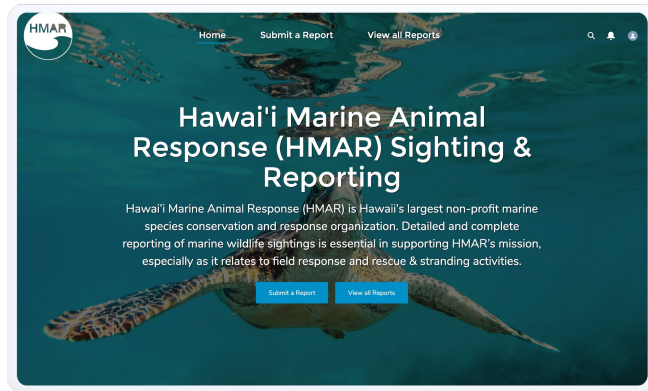 HMAR
Home
Submit a Report
View all Reports
Hawai'i Marine Animal
Response (HMAR) Sighting &
Reporting
Hawai'i Marine Animal Response (HMAR) is Hawaii's largest non-profit marine
species conservation and response organization. Detailed and complete
reporting of marine wildlife sightings is essential in supporting HMAR's mission,
especially as it relates to field response and rescue & stranding activities.
Submit a Report
View all Reports